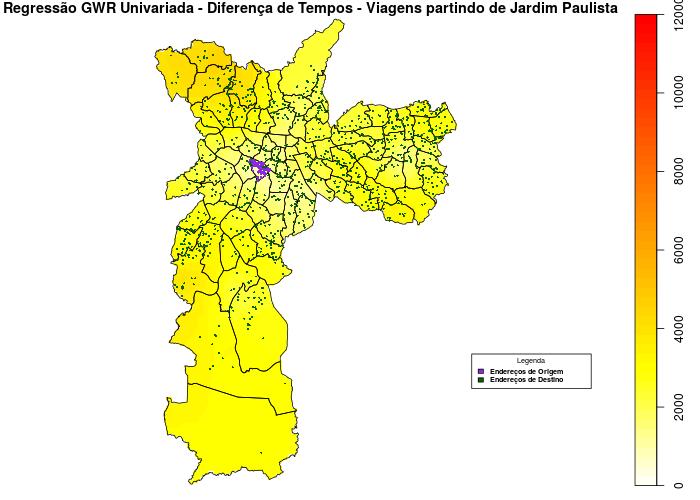 Regressão GWR Univariada - Diferença de Tempos - Viagens partindo de Jardim Paulista
12000
10000
8000
6000
4000
2000
0
Legenda
Endereços de Origem
Endereços de Destino